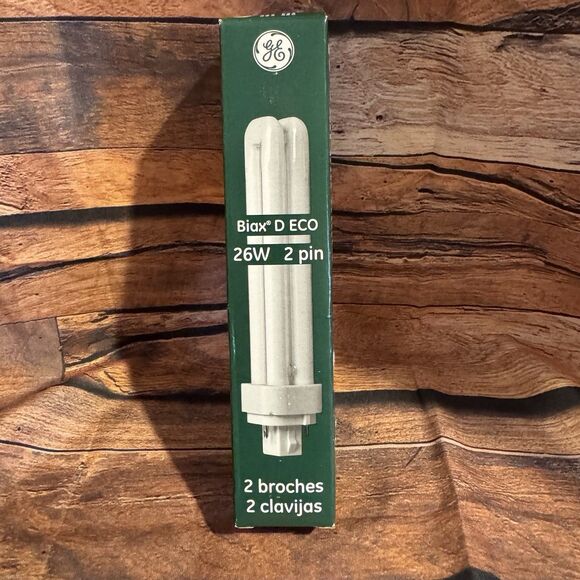 GE
Biax® D ECO
26W 2 pin
2 broches
2 clavijas